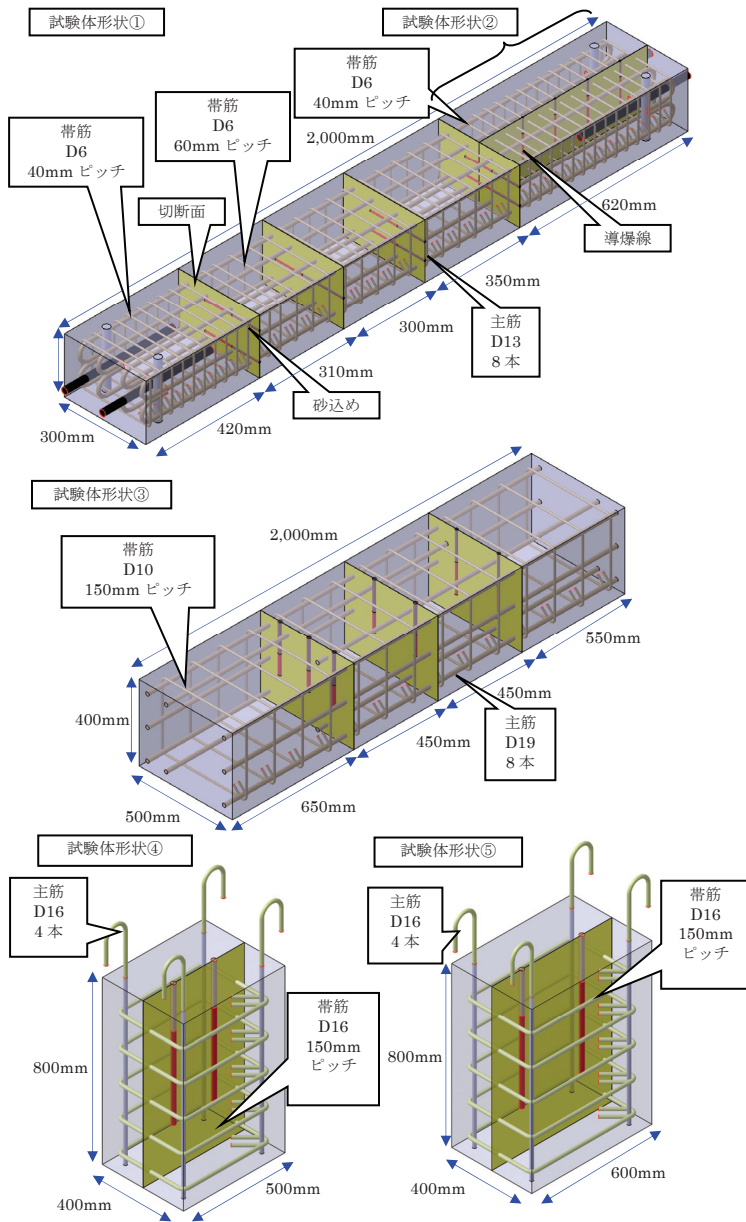 試験体形状①
試験体形状②
帯筋
D6
40mm ピッチ
帯筋
D6
60mm ピッチ
2,000mm
帯筋
D6
40mm ピッチ
切断面
620mm
導爆線
350mm
300mm
主筋
D13
8 本
310mm
砂込め
420mm
300mm
試験体形状③
帯筋
D10
150mm ピッチ
2,000mm
400mm
550mm
450mm
主筋
D19
8 本
450mm
650mm
500mm
試験体形状④
主筋
D16
4 本
800mm
帯筋
D16
150mm
ピッチ
400mm
500mm
試験体形状⑤
主筋
D16
4 本
帯筋
D16
150mm
ピッチ
800mm
400mm
600mm